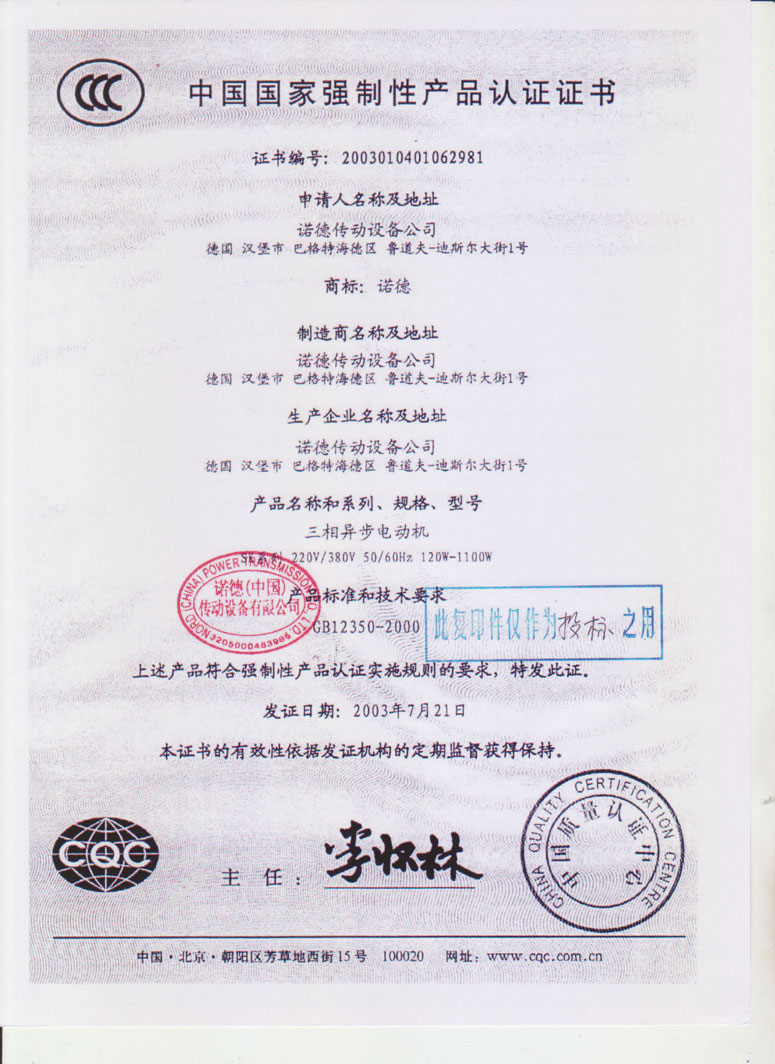 CCC
中国国家强制性产品认证证书
证书编号：2003010401062981
申请人名称及地址
诺德传动设备公司
德国 汉堡市 巴格特海德区 鲁道夫-迪斯尔大街1号
商标：诺德
制造商名称及地址
诺德传动设备公司
德国 汉堡市 巴格特海德区 鲁道夫-迪斯尔大街1号
生产企业名称及地址
诺德传动设备公司
德国 汉堡市 巴格特海德区 鲁道夫-迪斯尔大街1号
产品名称和系列、规格、型号
三相异步电动机
系列 220V/380V 50/60Hz 120W-1100W
NORD (CHINA) POWER TRANSMISSION CO. LTD.
诺德(中国)
传动设备有限公司
3205000483986
产品标准和技术要求
GB12350-2000
此复印件仅作为投标之用
上述产品符合强制性产品认证实施规则的要求，特发此证。
发证日期：2003年7月21日
本证书的有效性依据发证机构的定期监督获得保持。
CQC
主 任：李怀林
CHINA QUALITY CERTIFICATION CENTRE
中国质量认证中心
中国·北京·朝阳区芳草地西街15号 100020 网址：www.cqc.com.cn